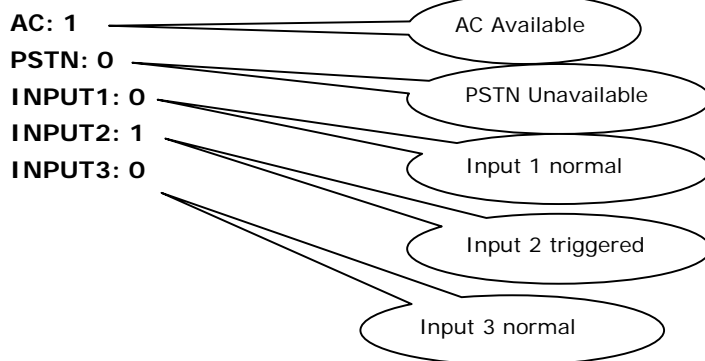 AC: 1
AC Available
PSTN: 0
PSTN Unavailable
INPUT1: 0
Input 1 normal
INPUT2: 1
Input 2 triggered
INPUT3: 0
Input 3 normal